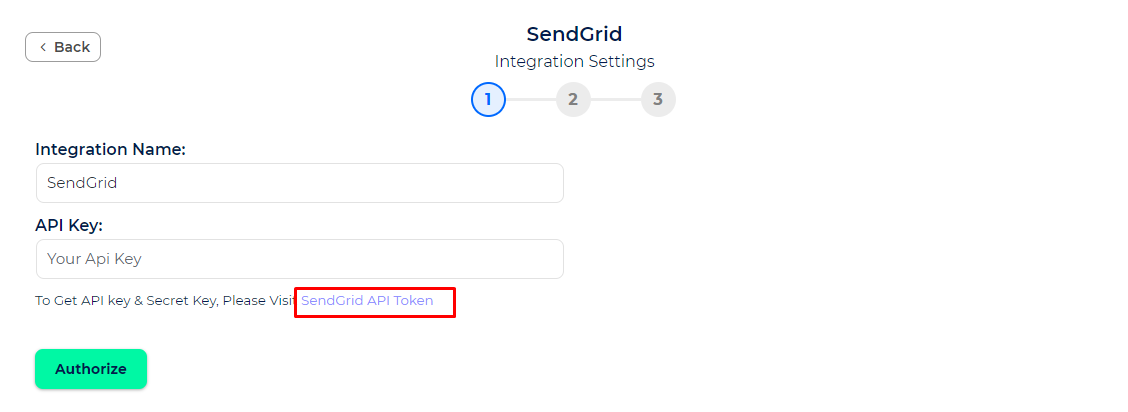 Back
SendGrid
Integration Settings
1 2 3
Integration Name:
SendGrid
API Key:
Your Api Key
To Get API key & Secret Key, Please Visit SendGrid API Token
Authorize